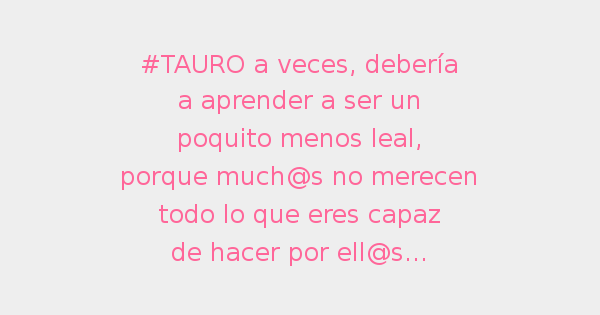 #TAURO a veces, debería
a aprender a ser un
poquito menos leal,
porque much@s no merecen
todo lo que eres capaz
de hacer por ell@s...